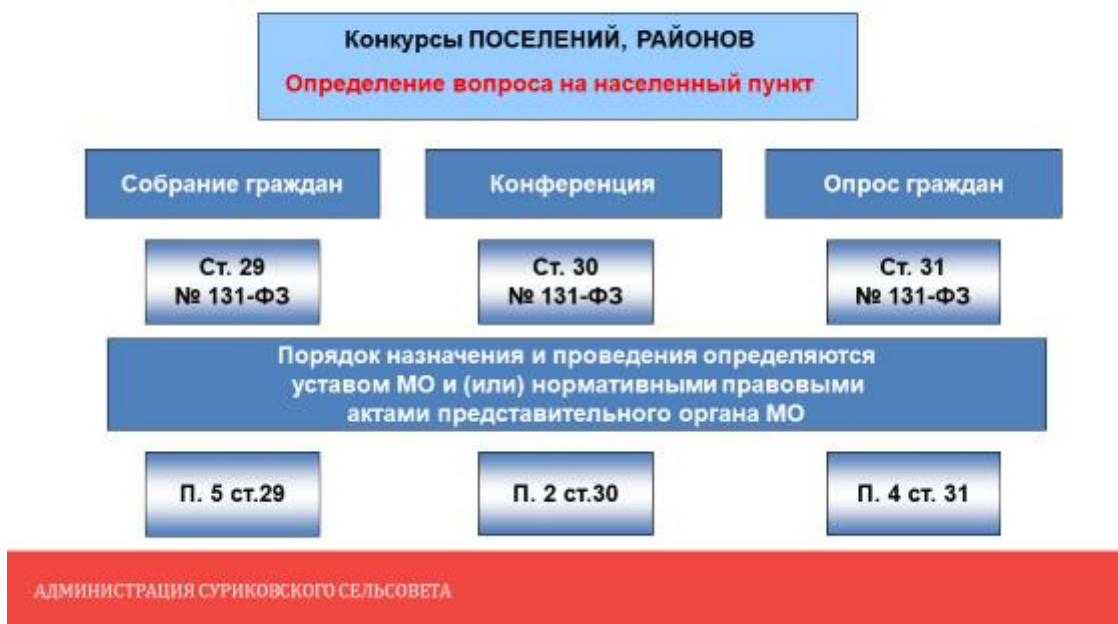 Конкурсы ПОСЕЛЕНИЙ, РАЙОНОВ
Определение вопроса на населенный пункт
Собрание граждан
Конференция
Опрос граждан
Ст. 29
№ 131-ФЗ
Ст. 30
№ 131-ФЗ
Ст. 31
№ 131-ФЗ
Порядок назначения и проведения определяются
уставом МО и (или) нормативными правовыми
актами представительного органа МО
П. 5 ст.29
П. 2 ст.30
П. 4 ст. 31
АДМИНИСТРАЦИЯ СУРИКОВСКОГО СЕЛЬСОВЕТА